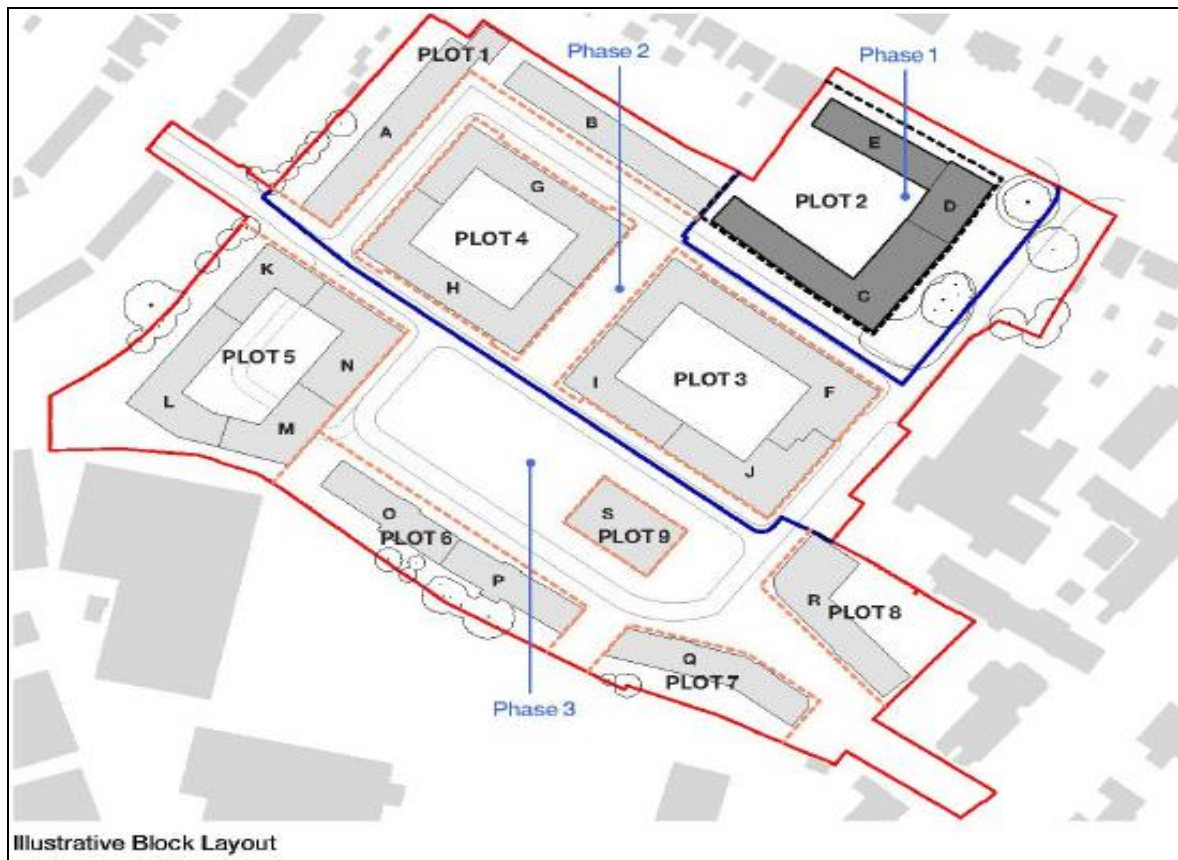 PLOT 1
Phase 2
Phase 1
A
B
E
G
PLOT 2
D
PLOT 4
K
H
C
PLOT 5
N
PLOT 3
I
F
L
M
J
O
S
PLOT 6
PLOT 9
P
R
PLOT 8
Q
PLOT 7
Phase 3
Illustrative Block Layout